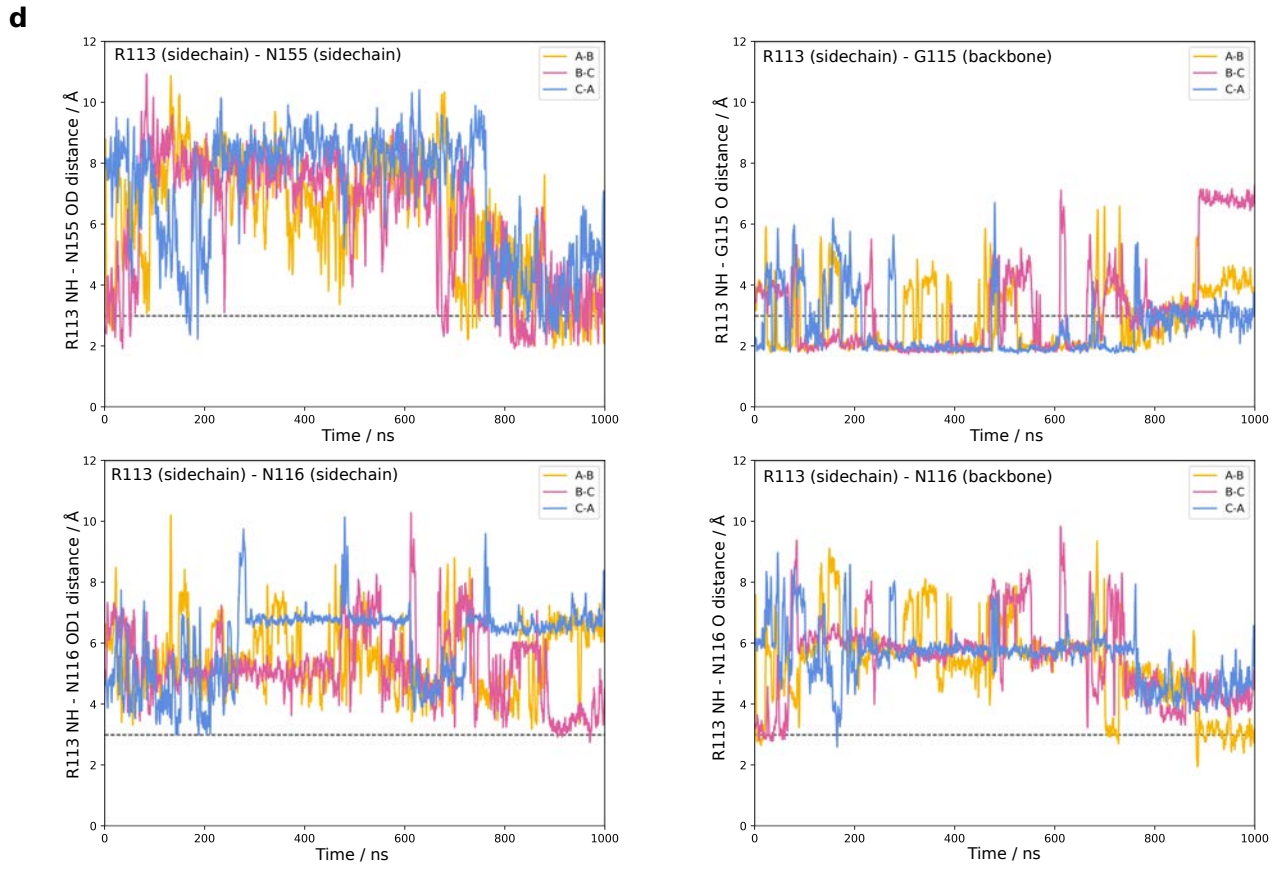 d
R113 (sidechain) - N155 (sidechain)
A-B
B-C
C-A
R113 NH - N155 OD distance / Å
12
10
8
6
4
2
0
0 200 400 600 800 1000
Time / ns
R113 (sidechain) - G115 (backbone)
A-B
B-C
C-A
R113 NH - G115 O distance / Å
12
10
8
6
4
2
0
0 200 400 600 800 1000
Time / ns
R113 (sidechain) - N116 (sidechain)
A-B
B-C
C-A
R113 NH - N116 OD1 distance / Å
12
10
8
6
4
2
0
0 200 400 600 800 1000
Time / ns
R113 (sidechain) - N116 (backbone)
A-B
B-C
C-A
R113 NH - N116 O distance / Å
12
10
8
6
4
2
0
0 200 400 600 800 1000
Time / ns